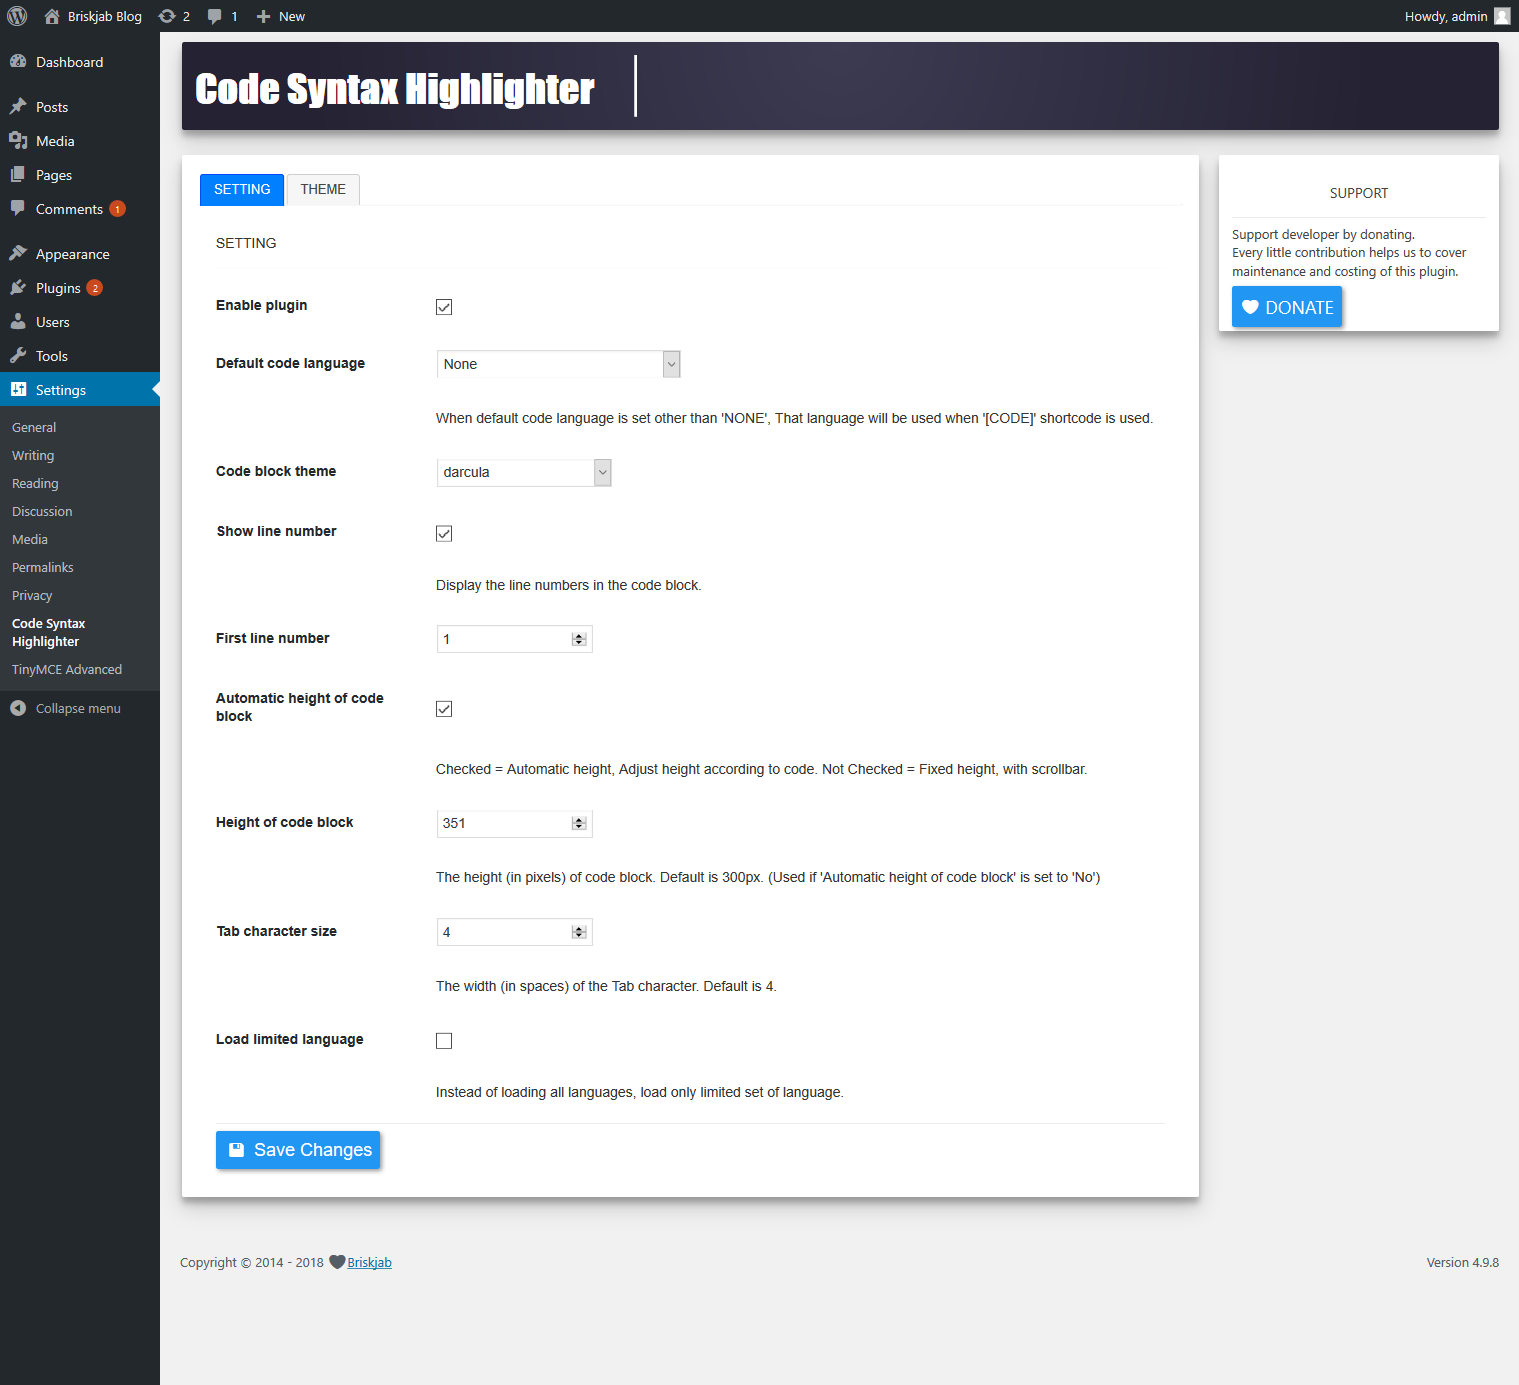 Briskjab Blog 2 1 New Howdy, admin
Dashboard
Posts
Media
Pages
Comments 1
Appearance
Plugins 2
Users
Tools
Settings
General
Writing
Reading
Discussion
Media
Permalinks
Privacy
Code Syntax
Highlighter
TinyMCE Advanced
Collapse menu
Code Syntax Highlighter
SETTING THEME
SETTING
Enable plugin
Default code language None
When default code language is set other than 'NONE', That language will be used when '[CODE]' shortcode is used.
Code block theme darcula
Show line number
Display the line numbers in the code block.
First line number 1
Automatic height of code
block
Checked = Automatic height, Adjust height according to code. Not Checked = Fixed height, with scrollbar.
Height of code block 351
The height (in pixels) of code block. Default is 300px. (Used if 'Automatic height of code block' is set to 'No')
Tab character size 4
The width (in spaces) of the Tab character. Default is 4.
Load limited language
Instead of loading all languages, load only limited set of language.
Save Changes
SUPPORT
Support developer by donating.
Every little contribution helps us to cover
maintenance and costing of this plugin.
DONATE
Copyright © 2014 - 2018 Briskjab Version 4.9.8